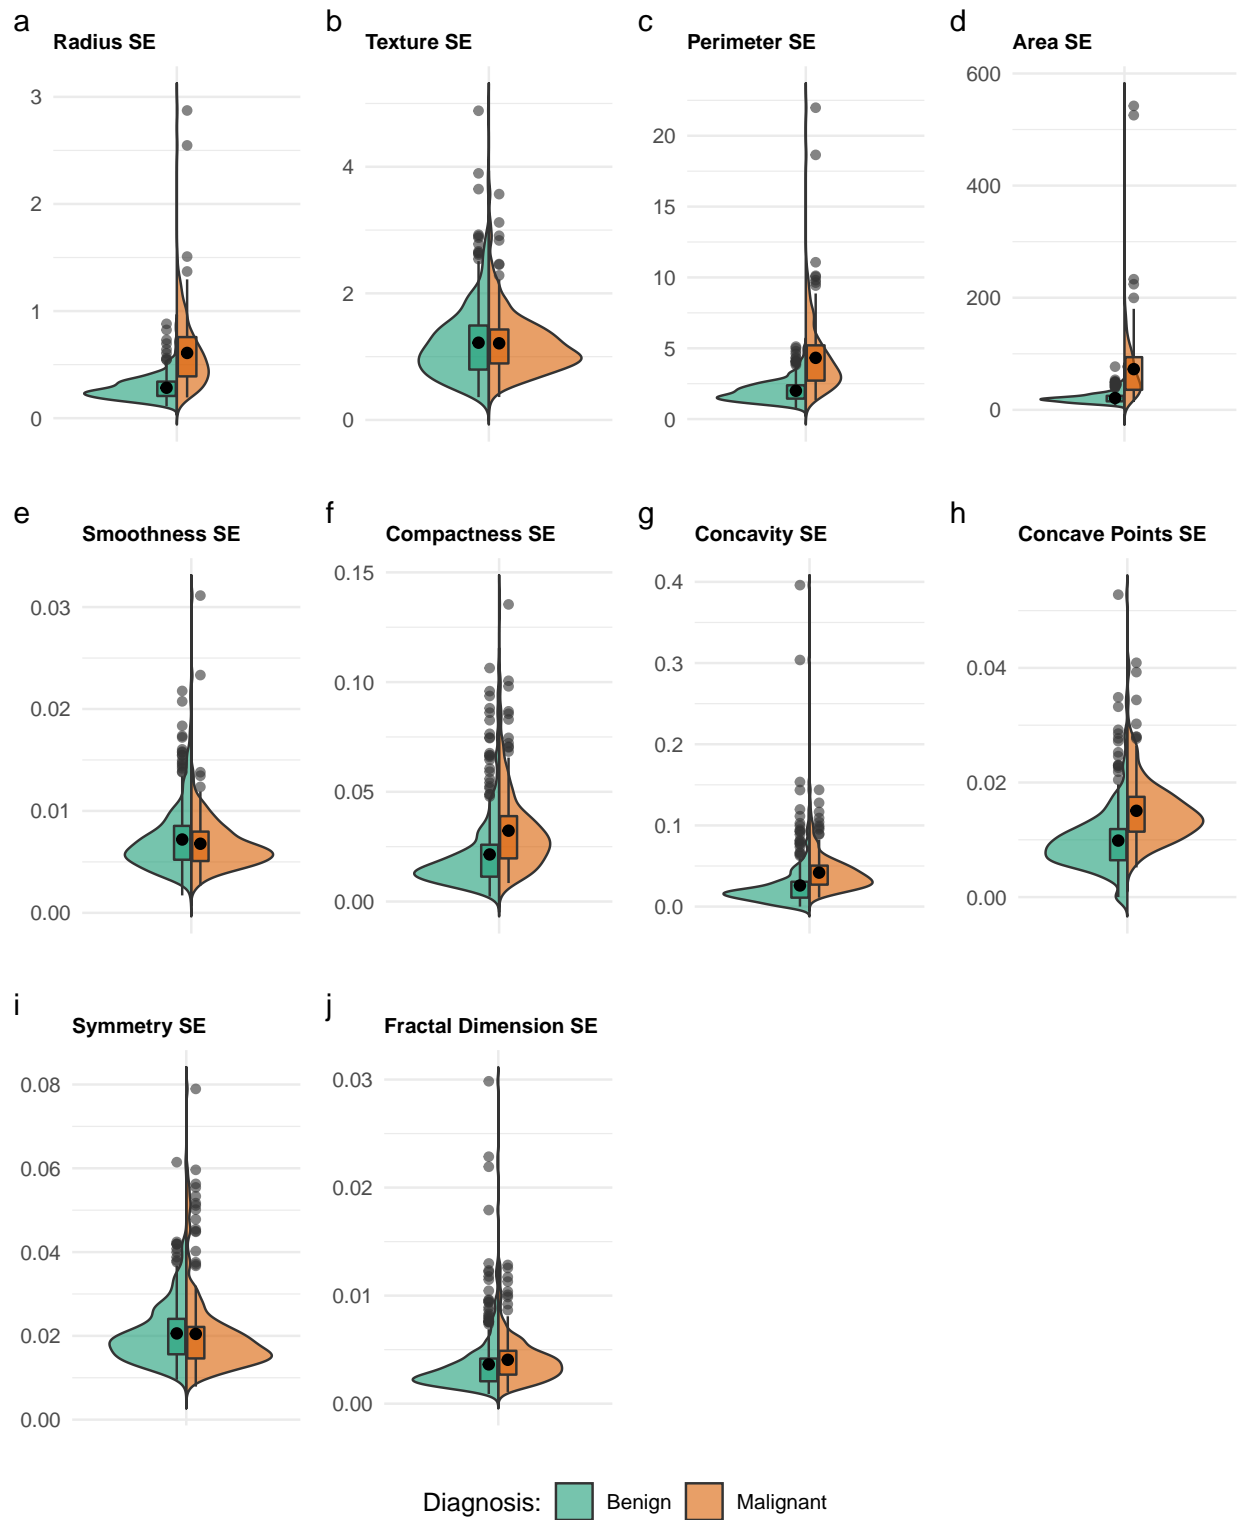 a
Radius SE
3
2
1
0
b
Texture SE
4
2
0
c
Perimeter SE
20
15
10
5
0
d
Area SE
600
400
200
0
e
Smoothness SE
0.03
0.02
0.01
0.00
f
Compactness SE
0.15
0.10
0.05
0.00
g
Concavity SE
0.4
0.3
0.2
0.1
0.0
h
Concave Points SE
0.04
0.02
0.00
i
Symmetry SE
0.08
0.06
0.04
0.02
0.00
j
Fractal Dimension SE
0.03
0.02
0.01
0.00
Diagnosis: Benign Malignant